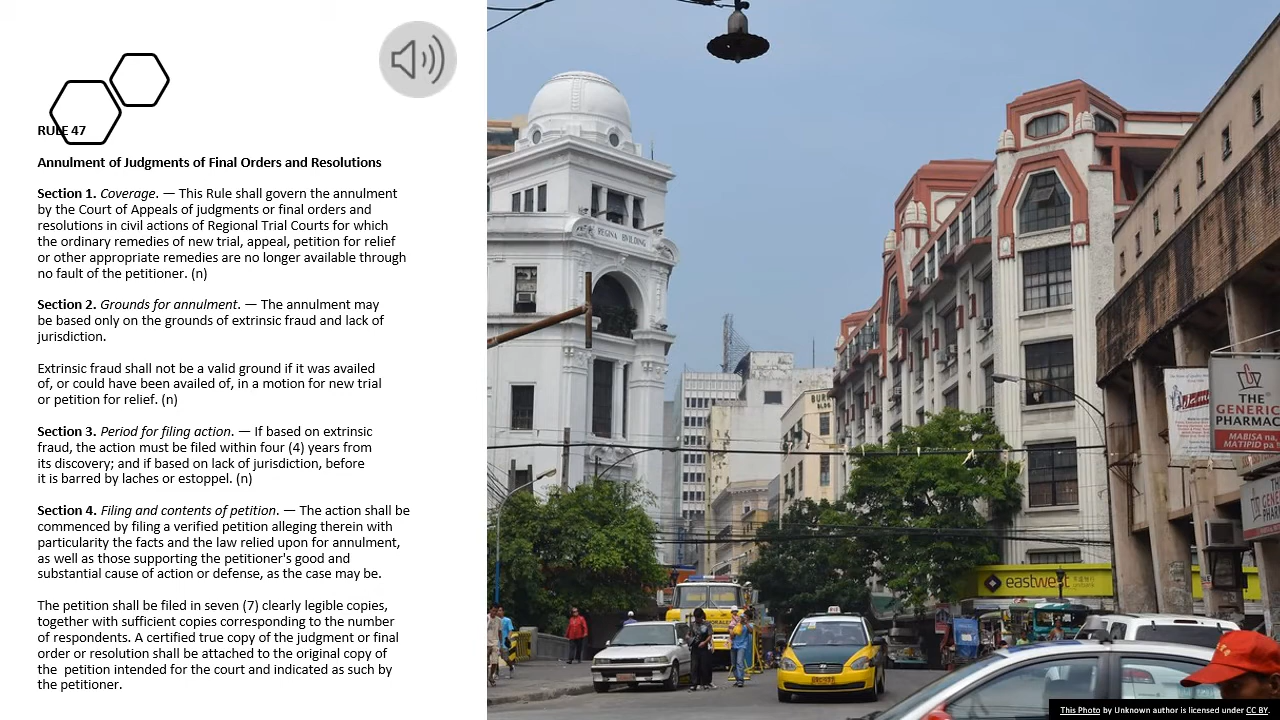 RULE 47
Annulment of Judgments of Final Orders and Resolutions
Section 1. Coverage. — This Rule shall govern the annulment
by the Court of Appeals of judgments or final orders and
resolutions in civil actions of Regional Trial Courts for which
the ordinary remedies of new trial, appeal, petition for relief
or other appropriate remedies are no longer available through
no fault of the petitioner. (n)
Section 2. Grounds for annulment. — The annulment may
be based only on the grounds of extrinsic fraud and lack of
jurisdiction.
Extrinsic fraud shall not be a valid ground if it was availed
of, or could have been availed of, in a motion for new trial
or petition for relief. (n)
Section 3. Period for filing action. — If based on extrinsic
fraud, the action must be filed within four (4) years from
its discovery; and if based on lack of jurisdiction, before
it is barred by laches or estoppel. (n)
Section 4. Filing and contents of petition. — The action shall be
commenced by filing a verified petition alleging therein with
particularity the facts and the law relied upon for annulment,
as well as those supporting the petitioner's good and
substantial cause of action or defense, as the case may be.
The petition shall be filed in seven (7) clearly legible copies,
together with sufficient copies corresponding to the number
of respondents. A certified true copy of the judgment or final
order or resolution shall be attached to the original copy of
the petition intended for the court and indicated as such by
the petitioner.
REGINA BUILDING
BLDG
THE
GENERIC
PHARMAC
MABISA na,
MATIPID pa
THE
GEN
PHAR
eastwest
TAXI
This Photo by Unknown author is licensed under CC BY.